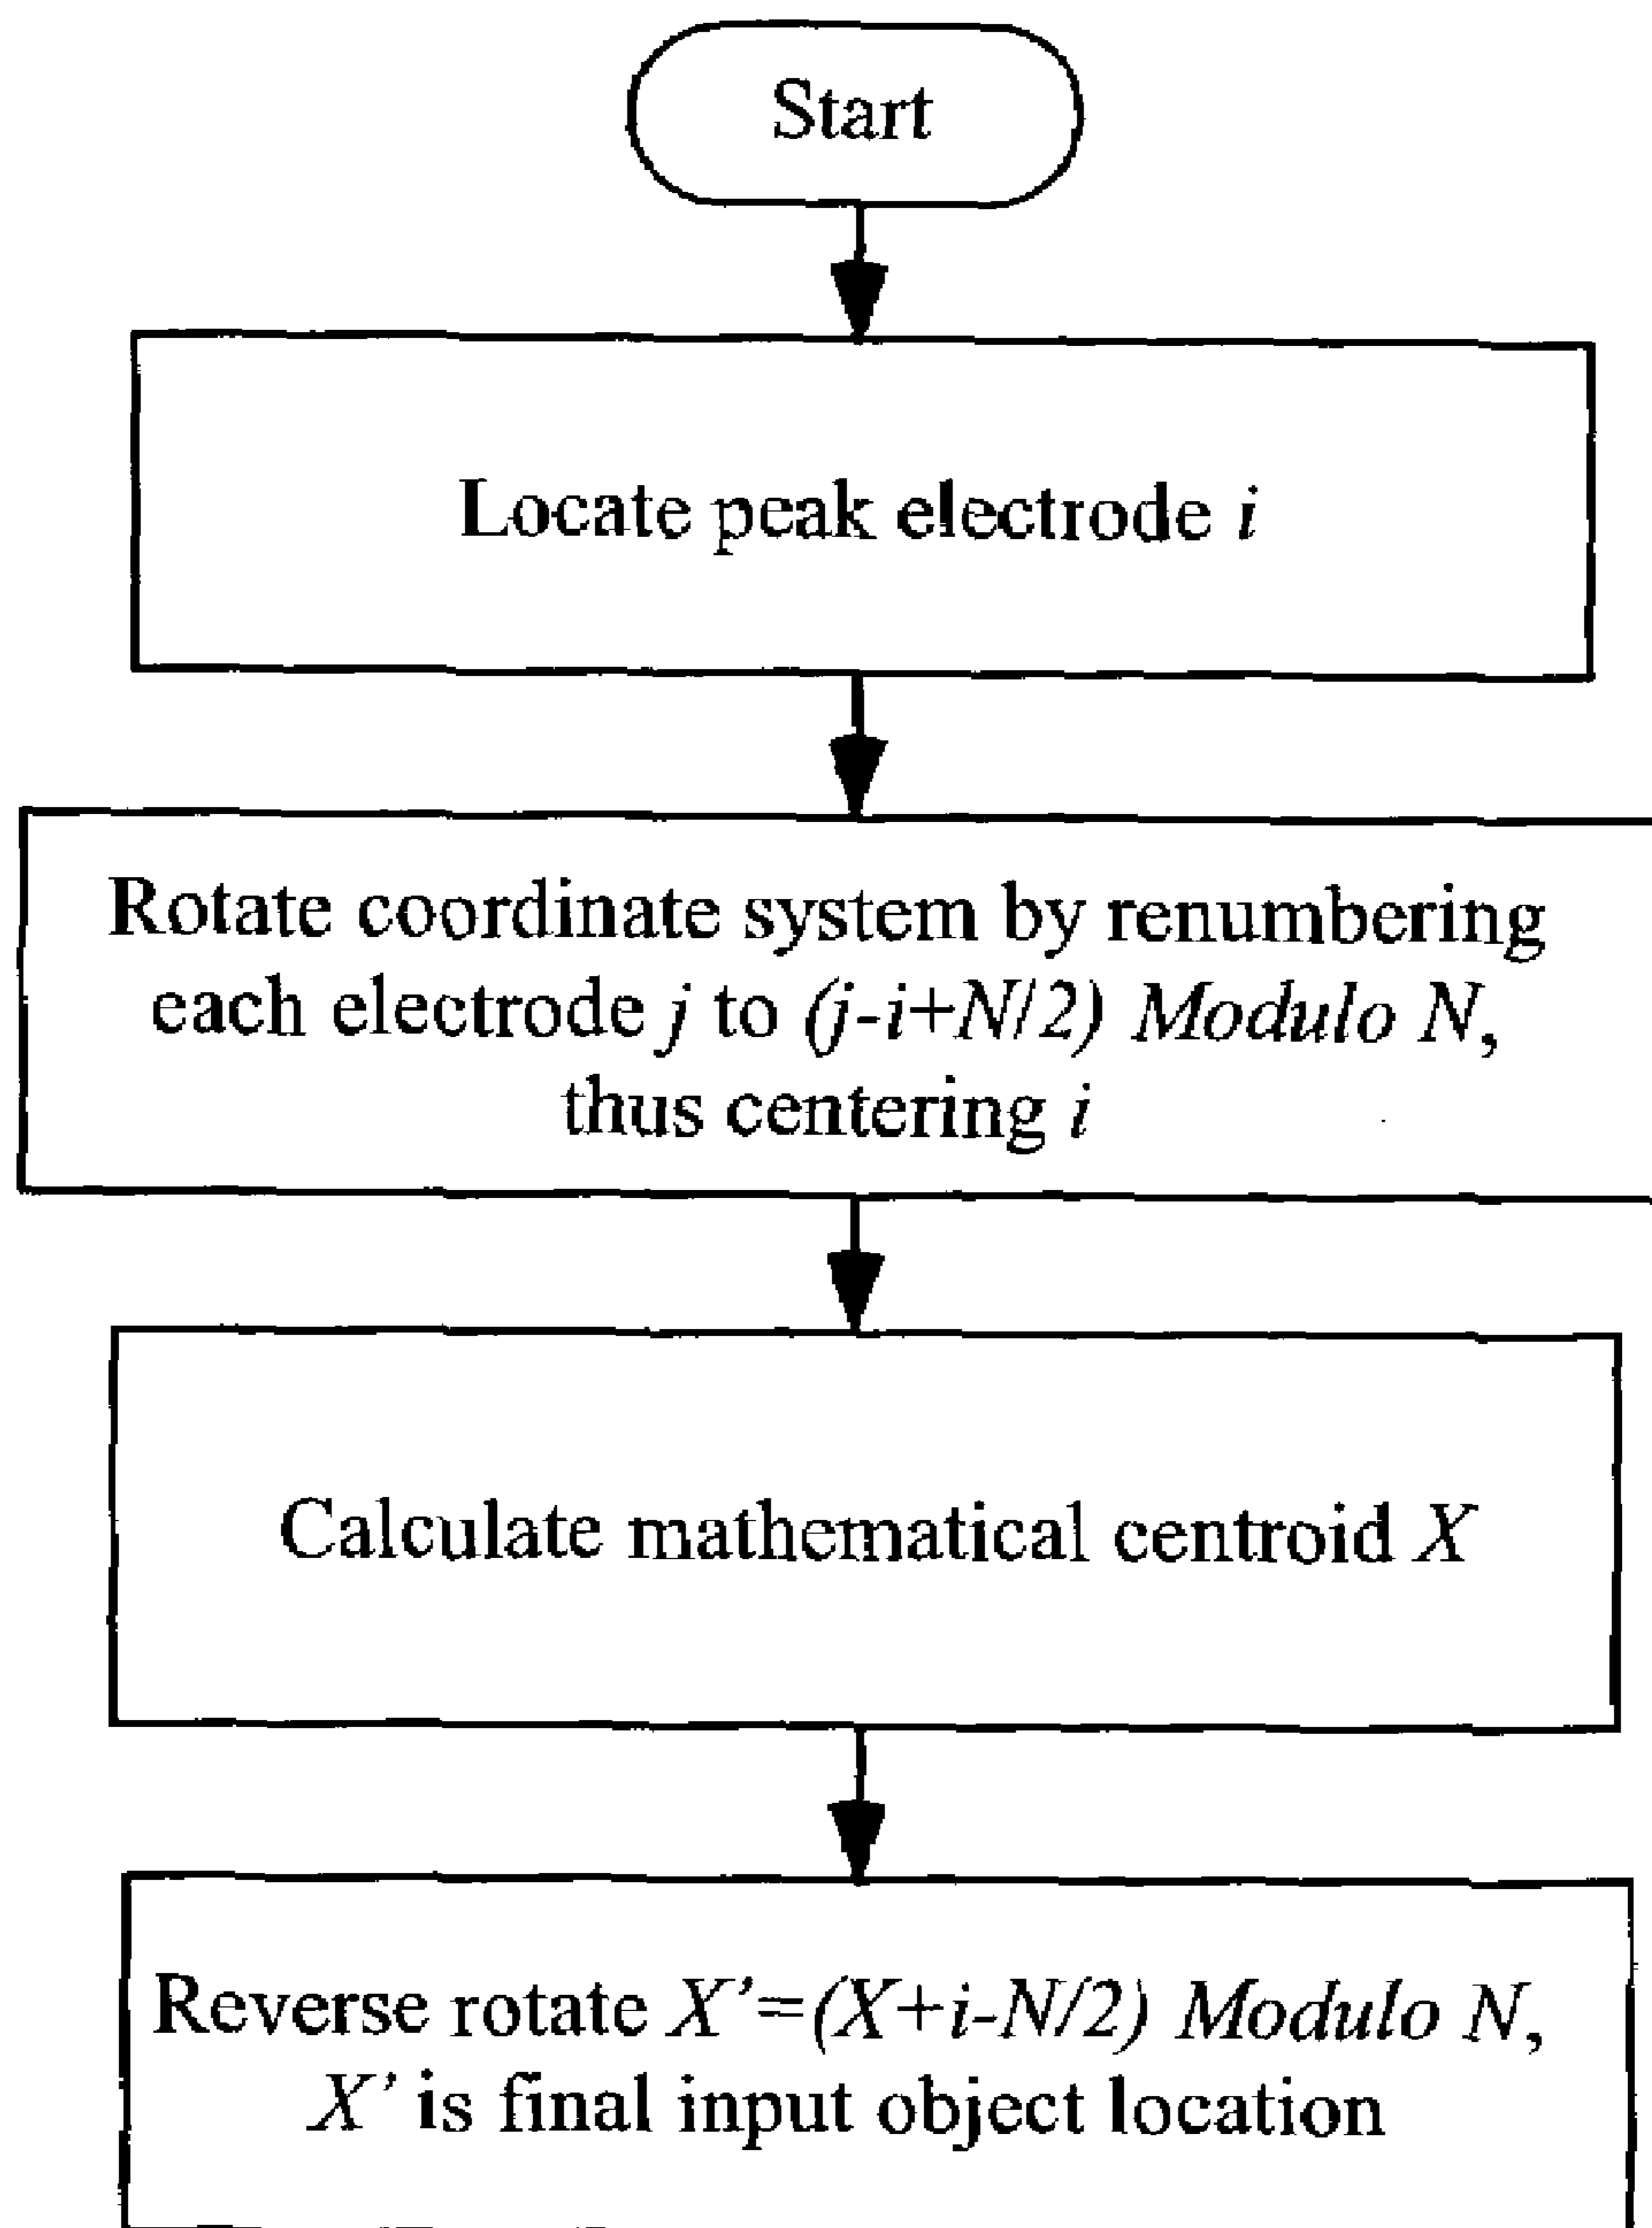 Start
Locate peak electrode i
Rotate coordinate system by renumbering
each electrode j to (j-i+N/2) Modulo N,
thus centering i
Calculate mathematical centroid X
Reverse rotate X’=(X+i-N/2) Modulo N,
X’ is final input object location